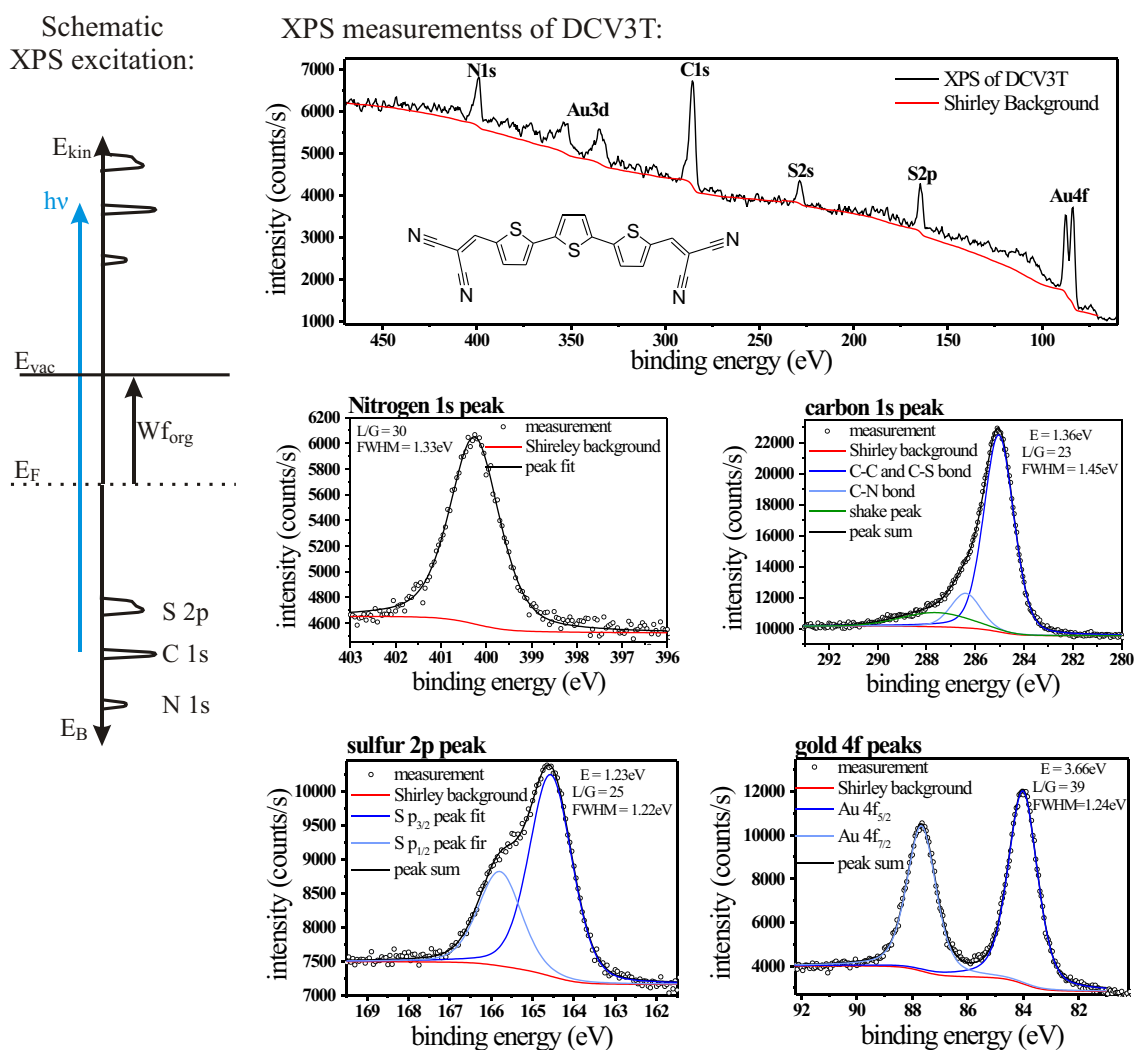 Schematic
XPS excitation:
E_kin
hν
E_vac
Wf_org
E_F
S 2p
C 1s
N 1s
E_B
XPS measurementss of DCV3T:
7000
6000
5000
4000
3000
2000
1000
intensity (counts/s)
N1s
Au3d
C1s
S2s
S2p
Au4f
XPS of DCV3T
Shirley Background
N
N
S
S
S
N
N
450 400 350 300 250 200 150 100
binding energy (eV)
Nitrogen 1s peak
6200
6000
5800
5600
5400
5200
5000
4800
4600
intensity (counts/s)
L/G = 30
FWHM = 1.33eV
measurement
Shireley background
peak fit
403 402 401 400 399 398 397 396
binding energy (eV)
carbon 1s peak
22000
20000
18000
16000
14000
12000
10000
intensity (counts/s)
measurement
Shirley background
C-C and C-S bond
C-N bond
shake peak
peak sum
E = 1.36eV
L/G = 23
FWHM = 1.45eV
292 290 288 286 284 282 280
binding energy (eV)
sulfur 2p peak
10500
10000
9500
9000
8500
8000
7500
7000
intensity (counts/s)
measurement
Shirley background
S p3/2 peak fit
S p1/2 peak fir
peak sum
E = 1.23eV
L/G = 25
FWHM = 1.22eV
169 168 167 166 165 164 163 162
binding energy (eV)
gold 4f peaks
12000
10000
8000
6000
4000
intensity (counts/s)
measurement
Shirley background
Au 4f5/2
Au 4f7/2
peak sum
E = 3.66eV
L/G = 39
FWHM=1.24eV
92 90 88 86 84 82
binding energy (eV)